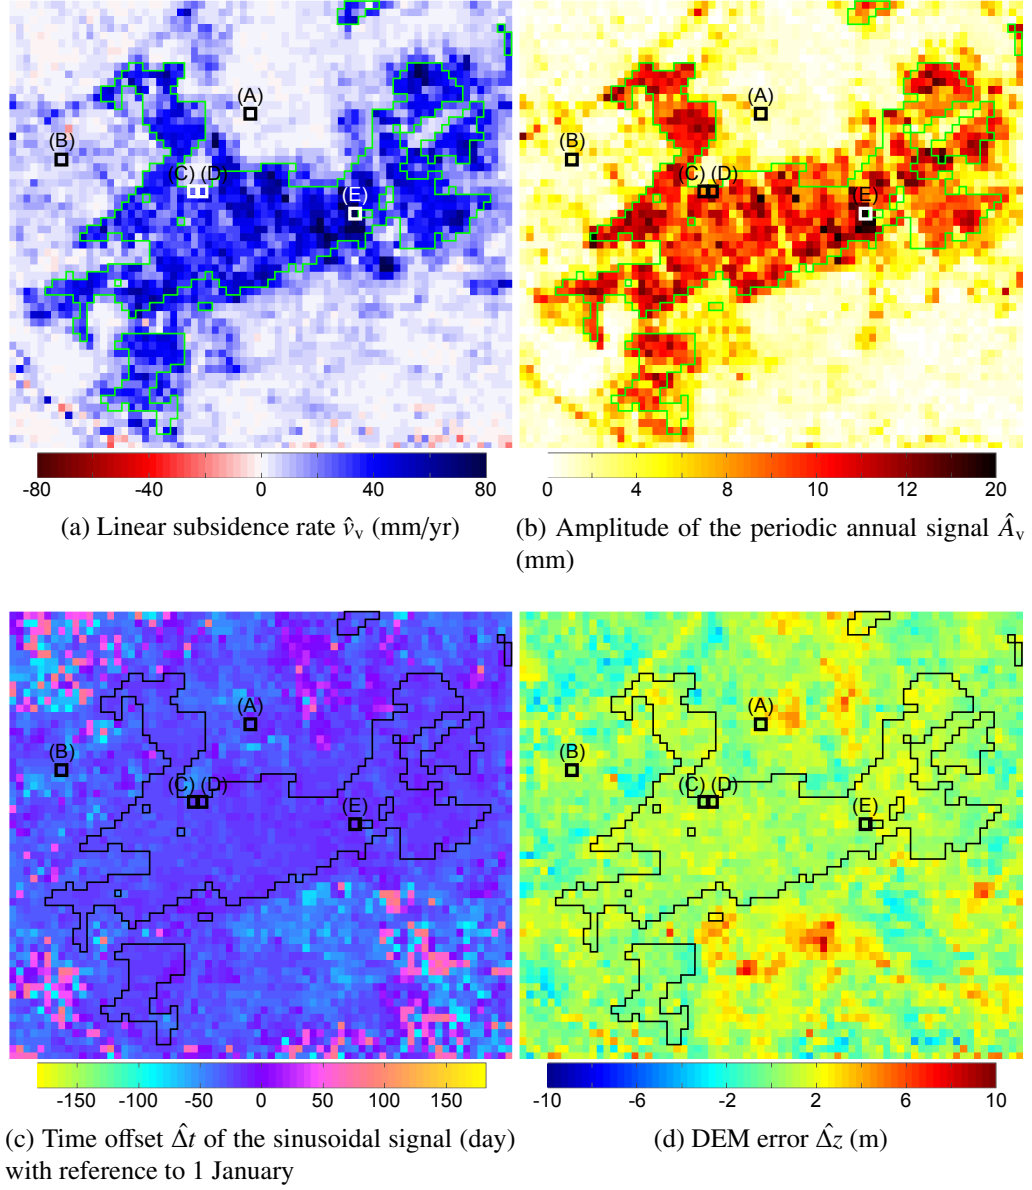 (A)
(B)
(C) (D)
(E)
-80 -40 0 40 80
(a) Linear subsidence rate v̂ᵥ (mm/yr)
(A)
(B)
(C) (D)
(E)
0 4 8 10 12 20
(b) Amplitude of the periodic annual signal Âᵥ
(mm)
(A)
(B)
(C) (D)
(E)
-150 -100 -50 0 50 100 150
(c) Time offset Δ̂t of the sinusoidal signal (day)
with reference to 1 January
(A)
(B)
(C) (D)
(E)
-10 -6 -2 2 6 10
(d) DEM error Δ̂z (m)